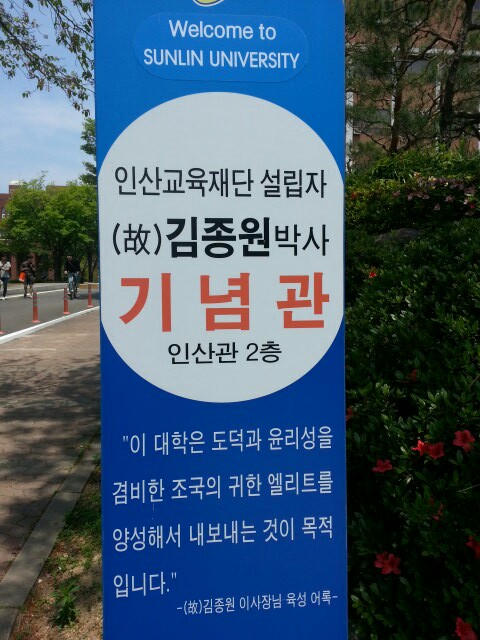 Welcome to
SUNLIN UNIVERSITY
인산교육재단 설립자
(故)김종원박사
기념관
인산관 2층
"이 대학은 도덕과 윤리성을
겸비한 조국의 귀한 엘리트를
양성해서 내보내는 것이 목적
입니다."
-(故)김종원 이사장님 육성 어록-